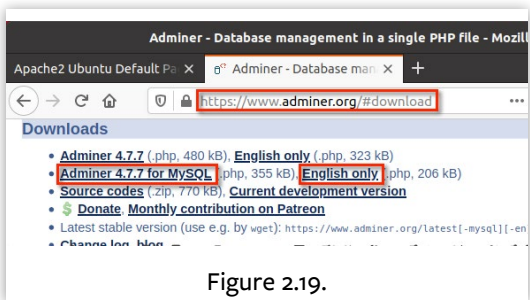 Adminer - Database management in a single PHP file - Mozill
Apache2 Ubuntu Default Pa
Adminer - Database man
https://www.adminer.org/#download
Downloads
Adminer 4.7.7 (.php, 480 kB), English only (.php, 323 kB)
Adminer 4.7.7 for MySQL (.php, 355 kB), English only (.php, 206 kB)
Source codes (.zip, 770 kB), Current development version
$ Donate, Monthly contribution on Patreon
Latest stable version (use e.g. by wget): https://www.adminer.org/latest[-mysql][-en
Change log, blog,
Figure 2.19.